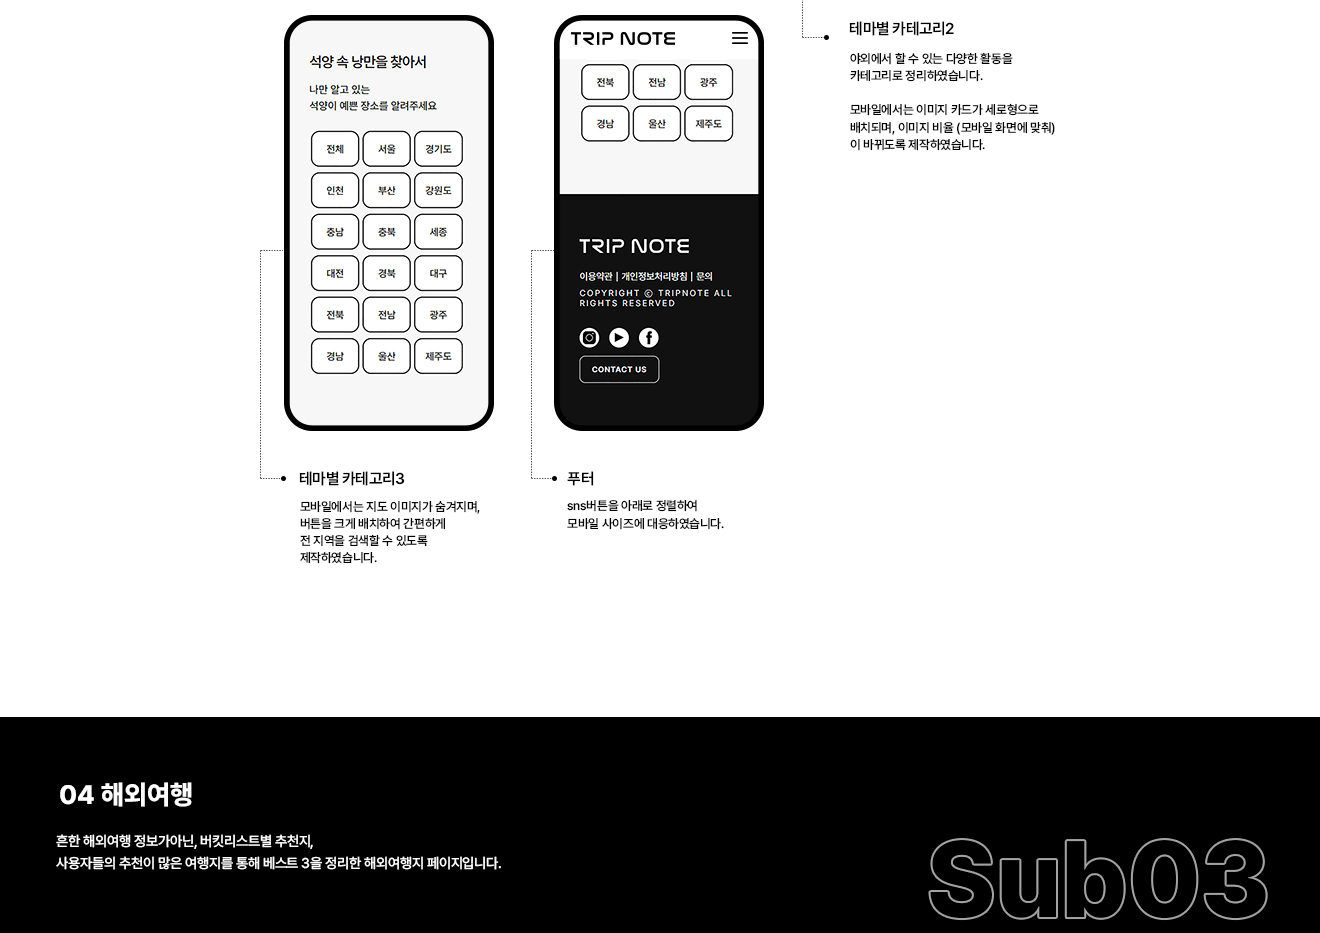 석양 속 낭만을 찾아서
나만 알고 있는
석양이 예쁜 장소를 알려주세요
전체 서울 경기도
인천 부산 강원도
충남 충북 세종
대전 경북 대구
전북 전남 광주
경남 울산 제주도
테마별 카테고리3
모바일에서는 지도 이미지가 숨겨지며,
버튼을 크게 배치하여 간편하게
전 지역을 검색할 수 있도록
제작하였습니다.
TRIP NOTE
전북 전남 광주
경남 울산 제주도
TRIP NOTE
이용약관 | 개인정보처리방침 | 문의
COPYRIGHT ⓒ TRIPNOTE ALL
RIGHTS RESERVED
CONTACT US
푸터
sns버튼을 아래로 정렬하여
모바일 사이즈에 대응하였습니다.
테마별 카테고리2
야외에서 할 수 있는 다양한 활동을
카테고리로 정리하였습니다.
모바일에서는 이미지 카드가 세로형으로
배치되며, 이미지 비율 (모바일 화면에 맞춰)
이 바뀌도록 제작하였습니다.
04 해외여행
흔한 해외여행 정보가아닌, 버킷리스트별 추천지,
사용자들의 추천이 많은 여행지를 통해 베스트 3을 정리한 해외여행지 페이지입니다.
Sub03